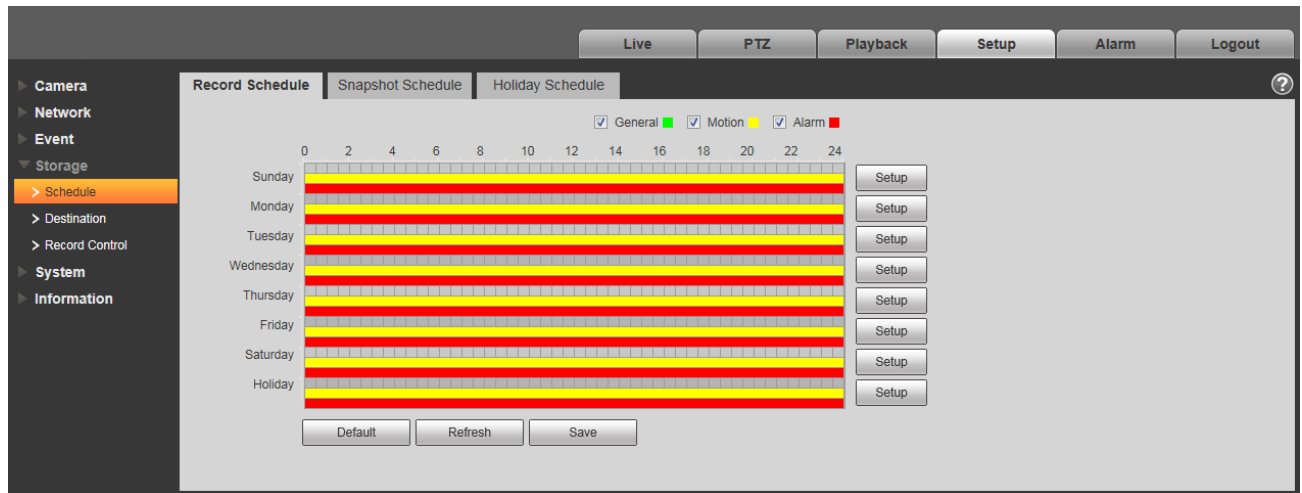 Live PTZ Playback Setup Alarm Logout
Camera
Network
Event
Storage
Schedule
Destination
Record Control
System
Information
Record Schedule Snapshot Schedule Holiday Schedule ?
General Motion Alarm
0 2 4 6 8 10 12 14 16 18 20 22 24
Sunday Setup
Monday Setup
Tuesday Setup
Wednesday Setup
Thursday Setup
Friday Setup
Saturday Setup
Holiday Setup
Default Refresh Save